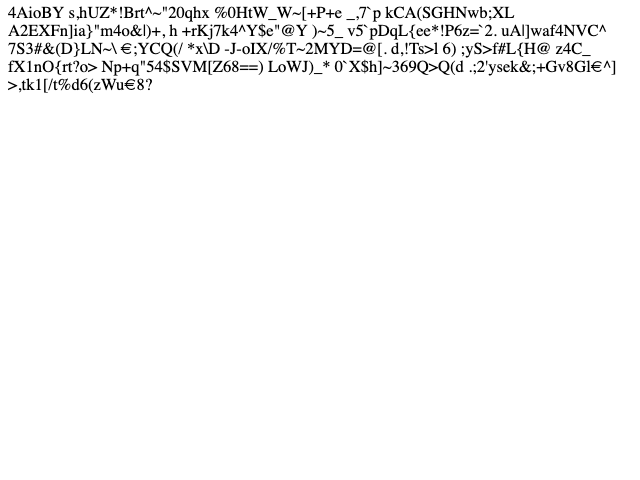 4AioBY s,hUZ*!Brt^~"20qhx %0HtW_W~[+P+e _,7`p kCA(SGHNwb;XL
A2EXFn]ia}"m4o&l)+, h +rKj7k4^Y$e"@Y )~5_ v5`pDqL{ee*!P6z=`2. uA|]waf4NVC^
7S3#&(D}LN~\ €;YCQ(/ *x\D -J-oIX/%T~2MYD=@[. d,!Ts>l 6) ;yS>f#L{H@ z4C_
fX1nO{rt?o> Np+q"54$SVM[Z68==) LoWJ)_* 0`X$h]~369Q>Q(d .;2'ysek&;+Gv8Gl€^]
>,tk1[/t%d6(zWu€8?